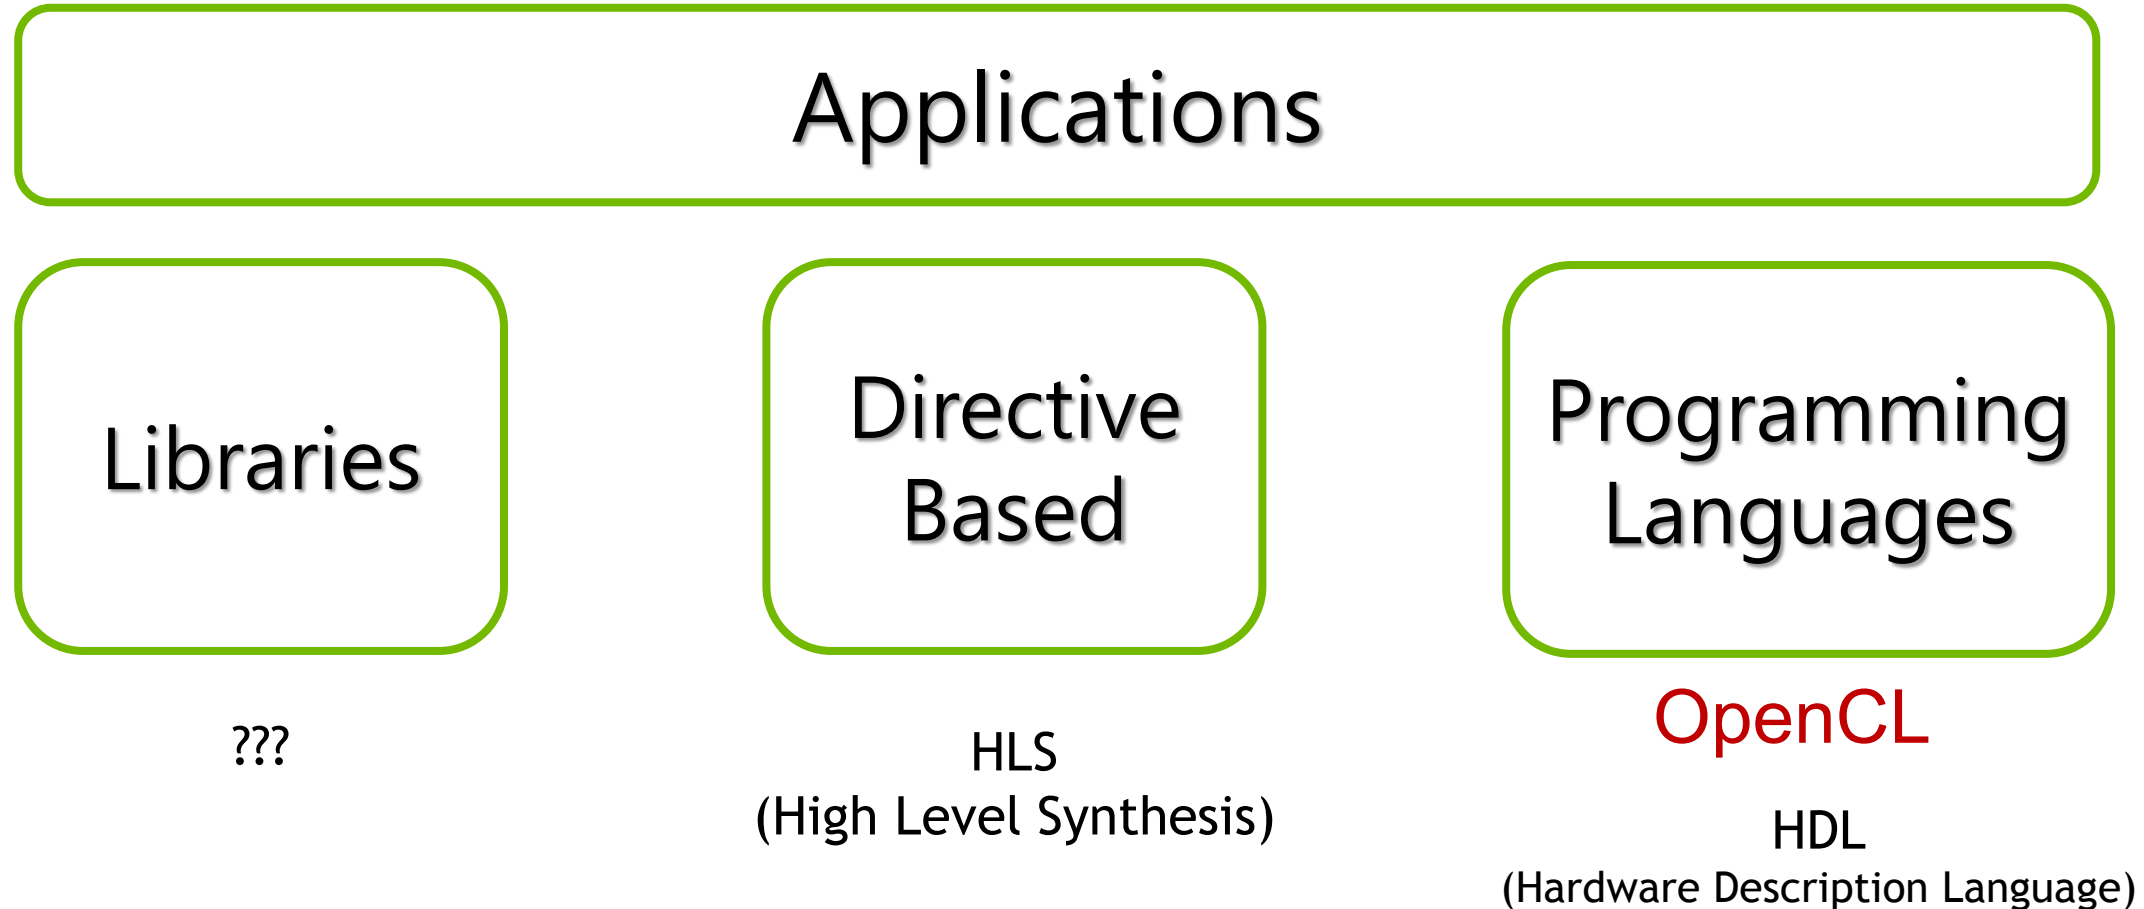 Applications
Libraries
Directive
Based
Programming
Languages
???
HLS
(High Level Synthesis)
OpenCL
HDL
(Hardware Description Language)